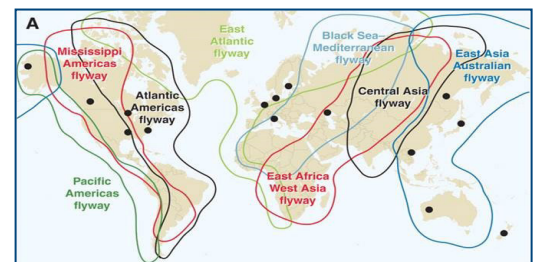 A
East
Atlantic
flyway
Black Sea–
Mediterranean
flyway
Mississippi
Americas
flyway
East Asia
Australian
flyway
Atlantic
Americas
flyway
Central Asia
flyway
East Africa
West Asia
flyway
Pacific
Americas
flyway